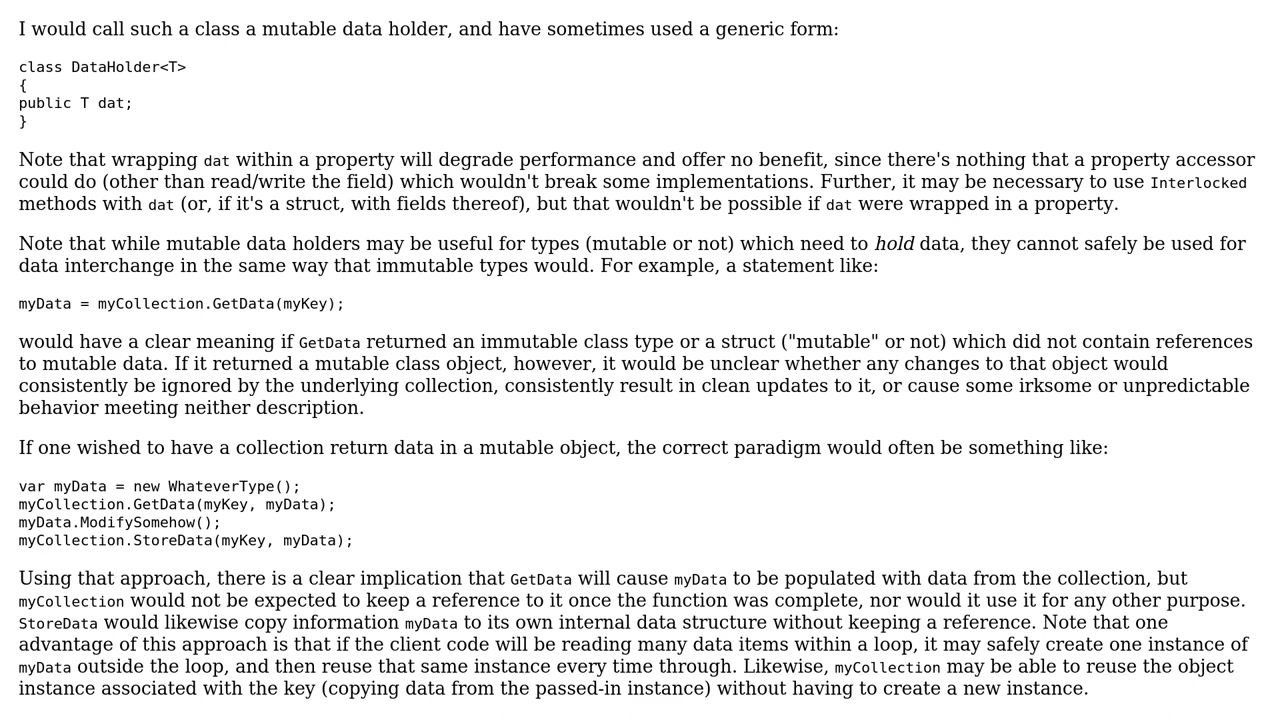 I would call such a class a mutable data holder, and have sometimes used a generic form:
class DataHolder<T>
{
public T dat;
}
Note that wrapping dat within a property will degrade performance and offer no benefit, since there's nothing that a property accessor
could do (other than read/write the field) which wouldn't break some implementations. Further, it may be necessary to use Interlocked
methods with dat (or, if it's a struct, with fields thereof), but that wouldn't be possible if dat were wrapped in a property.
Note that while mutable data holders may be useful for types (mutable or not) which need to hold data, they cannot safely be used for
data interchange in the same way that immutable types would. For example, a statement like:
myData = myCollection.GetData(myKey);
would have a clear meaning if GetData returned an immutable class type or a struct ("mutable" or not) which did not contain references
to mutable data. If it returned a mutable class object, however, it would be unclear whether any changes to that object would
consistently be ignored by the underlying collection, consistently result in clean updates to it, or cause some irksome or unpredictable
behavior meeting neither description.
If one wished to have a collection return data in a mutable object, the correct paradigm would often be something like:
var myData = new WhateverType();
myCollection.GetData(myKey, myData);
myData.ModifySomehow();
myCollection.StoreData(myKey, myData);
Using that approach, there is a clear implication that GetData will cause myData to be populated with data from the collection, but
myCollection would not be expected to keep a reference to it once the function was complete, nor would it use it for any other purpose.
StoreData would likewise copy information myData to its own internal data structure without keeping a reference. Note that one
advantage of this approach is that if the client code will be reading many data items within a loop, it may safely create one instance of
myData outside the loop, and then reuse that same instance every time through. Likewise, myCollection may be able to reuse the object
instance associated with the key (copying data from the passed-in instance) without having to create a new instance.